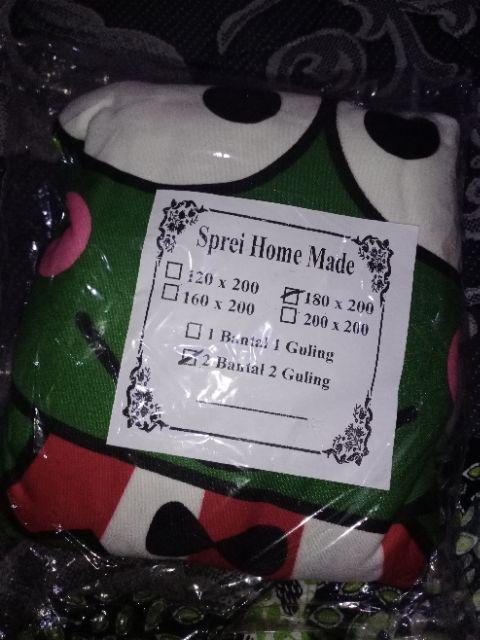 Sprei Home Made
120 x 200
180 x 200
160 x 200
200 x 200
1 Bantal 1 Guling
2 Bantal 2 Guling